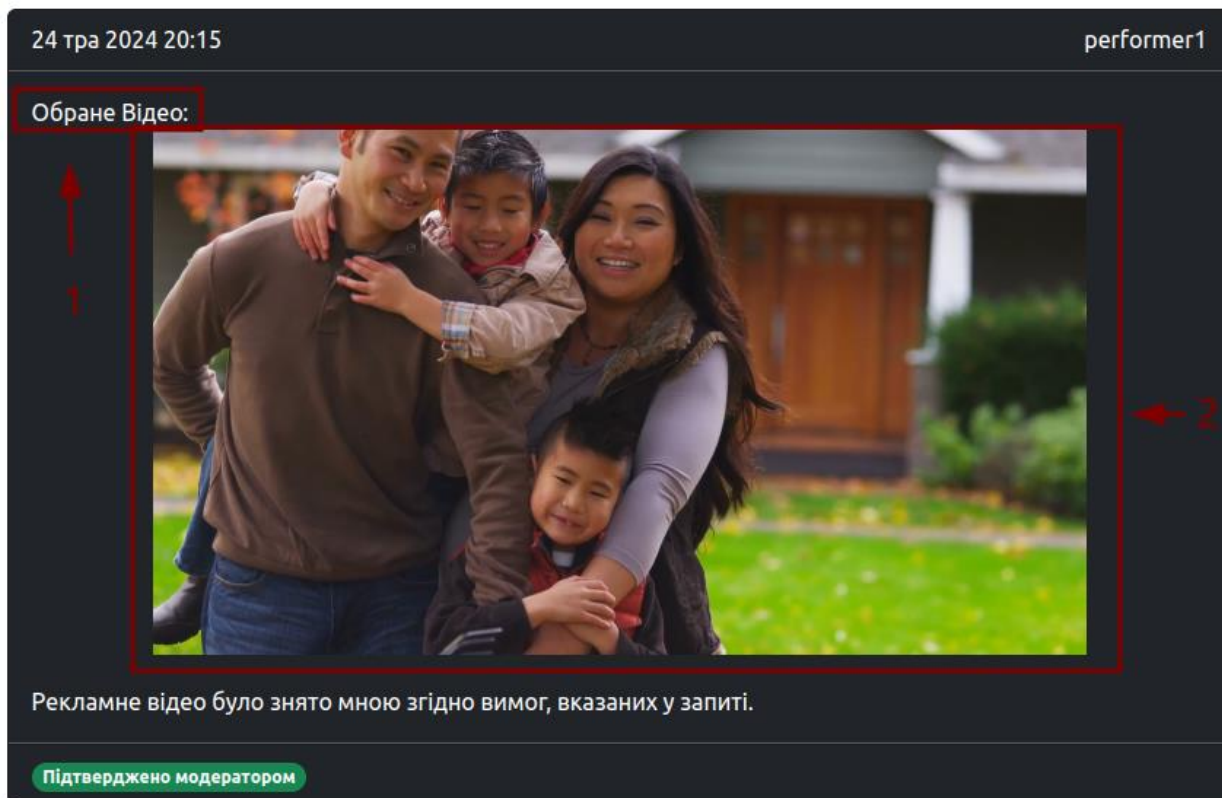 24 тра 2024 20:15 performer1
Обране Відео:
1
2
Рекламне відео було знято мною згідно вимог, вказаних у запиті.
Підтверджено модератором